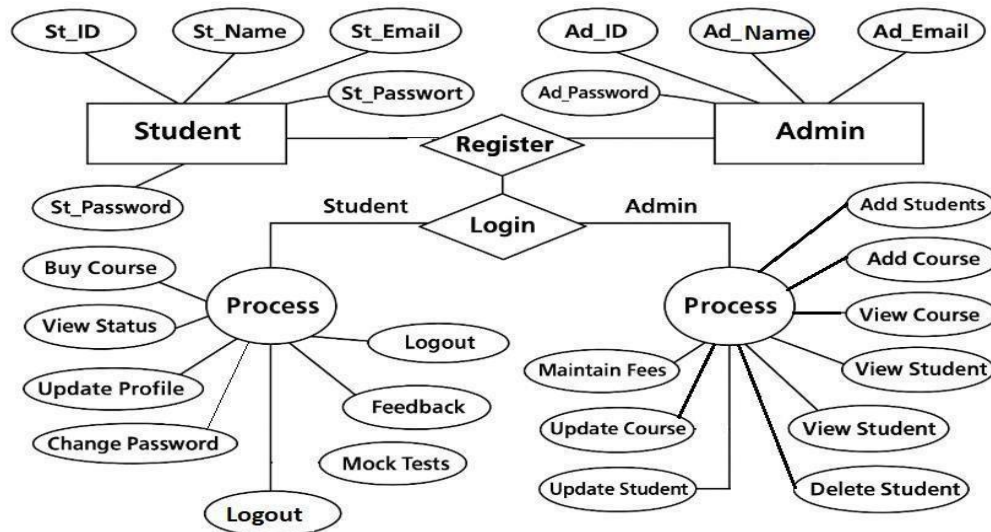 St_ID
St_Name
St_Email
Ad_ID
Ad_Name
Ad_Email
St_Passwort
Ad_Password
Student
Register
Admin
St_Password
Student
Login
Admin
Add Students
Buy Course
Add Course
Process
Process
View Status
View Course
Logout
Maintain Fees
View Student
Update Profile
Feedback
Update Course
View Student
Change Password
Mock Tests
Update Student
Delete Student
Logout